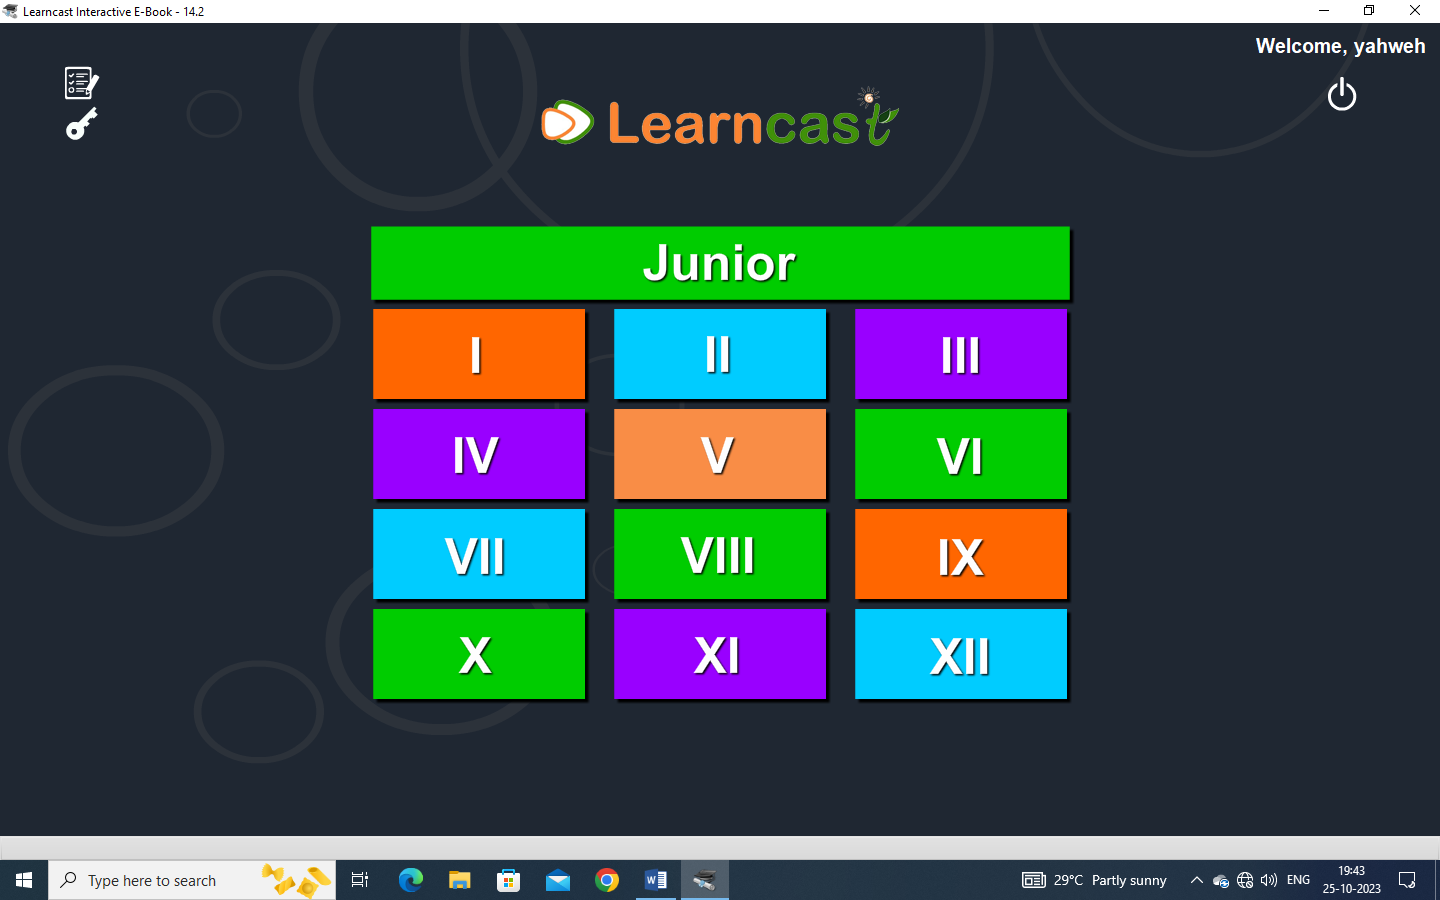 Learncast Interactive E-Book - 14.2
Welcome, yahweh
Learncast
Junior
I II III
IV V VI
VII VIII IX
X XI XII
Type here to search
29°C Partly sunny
ENG
19:43
25-10-2023